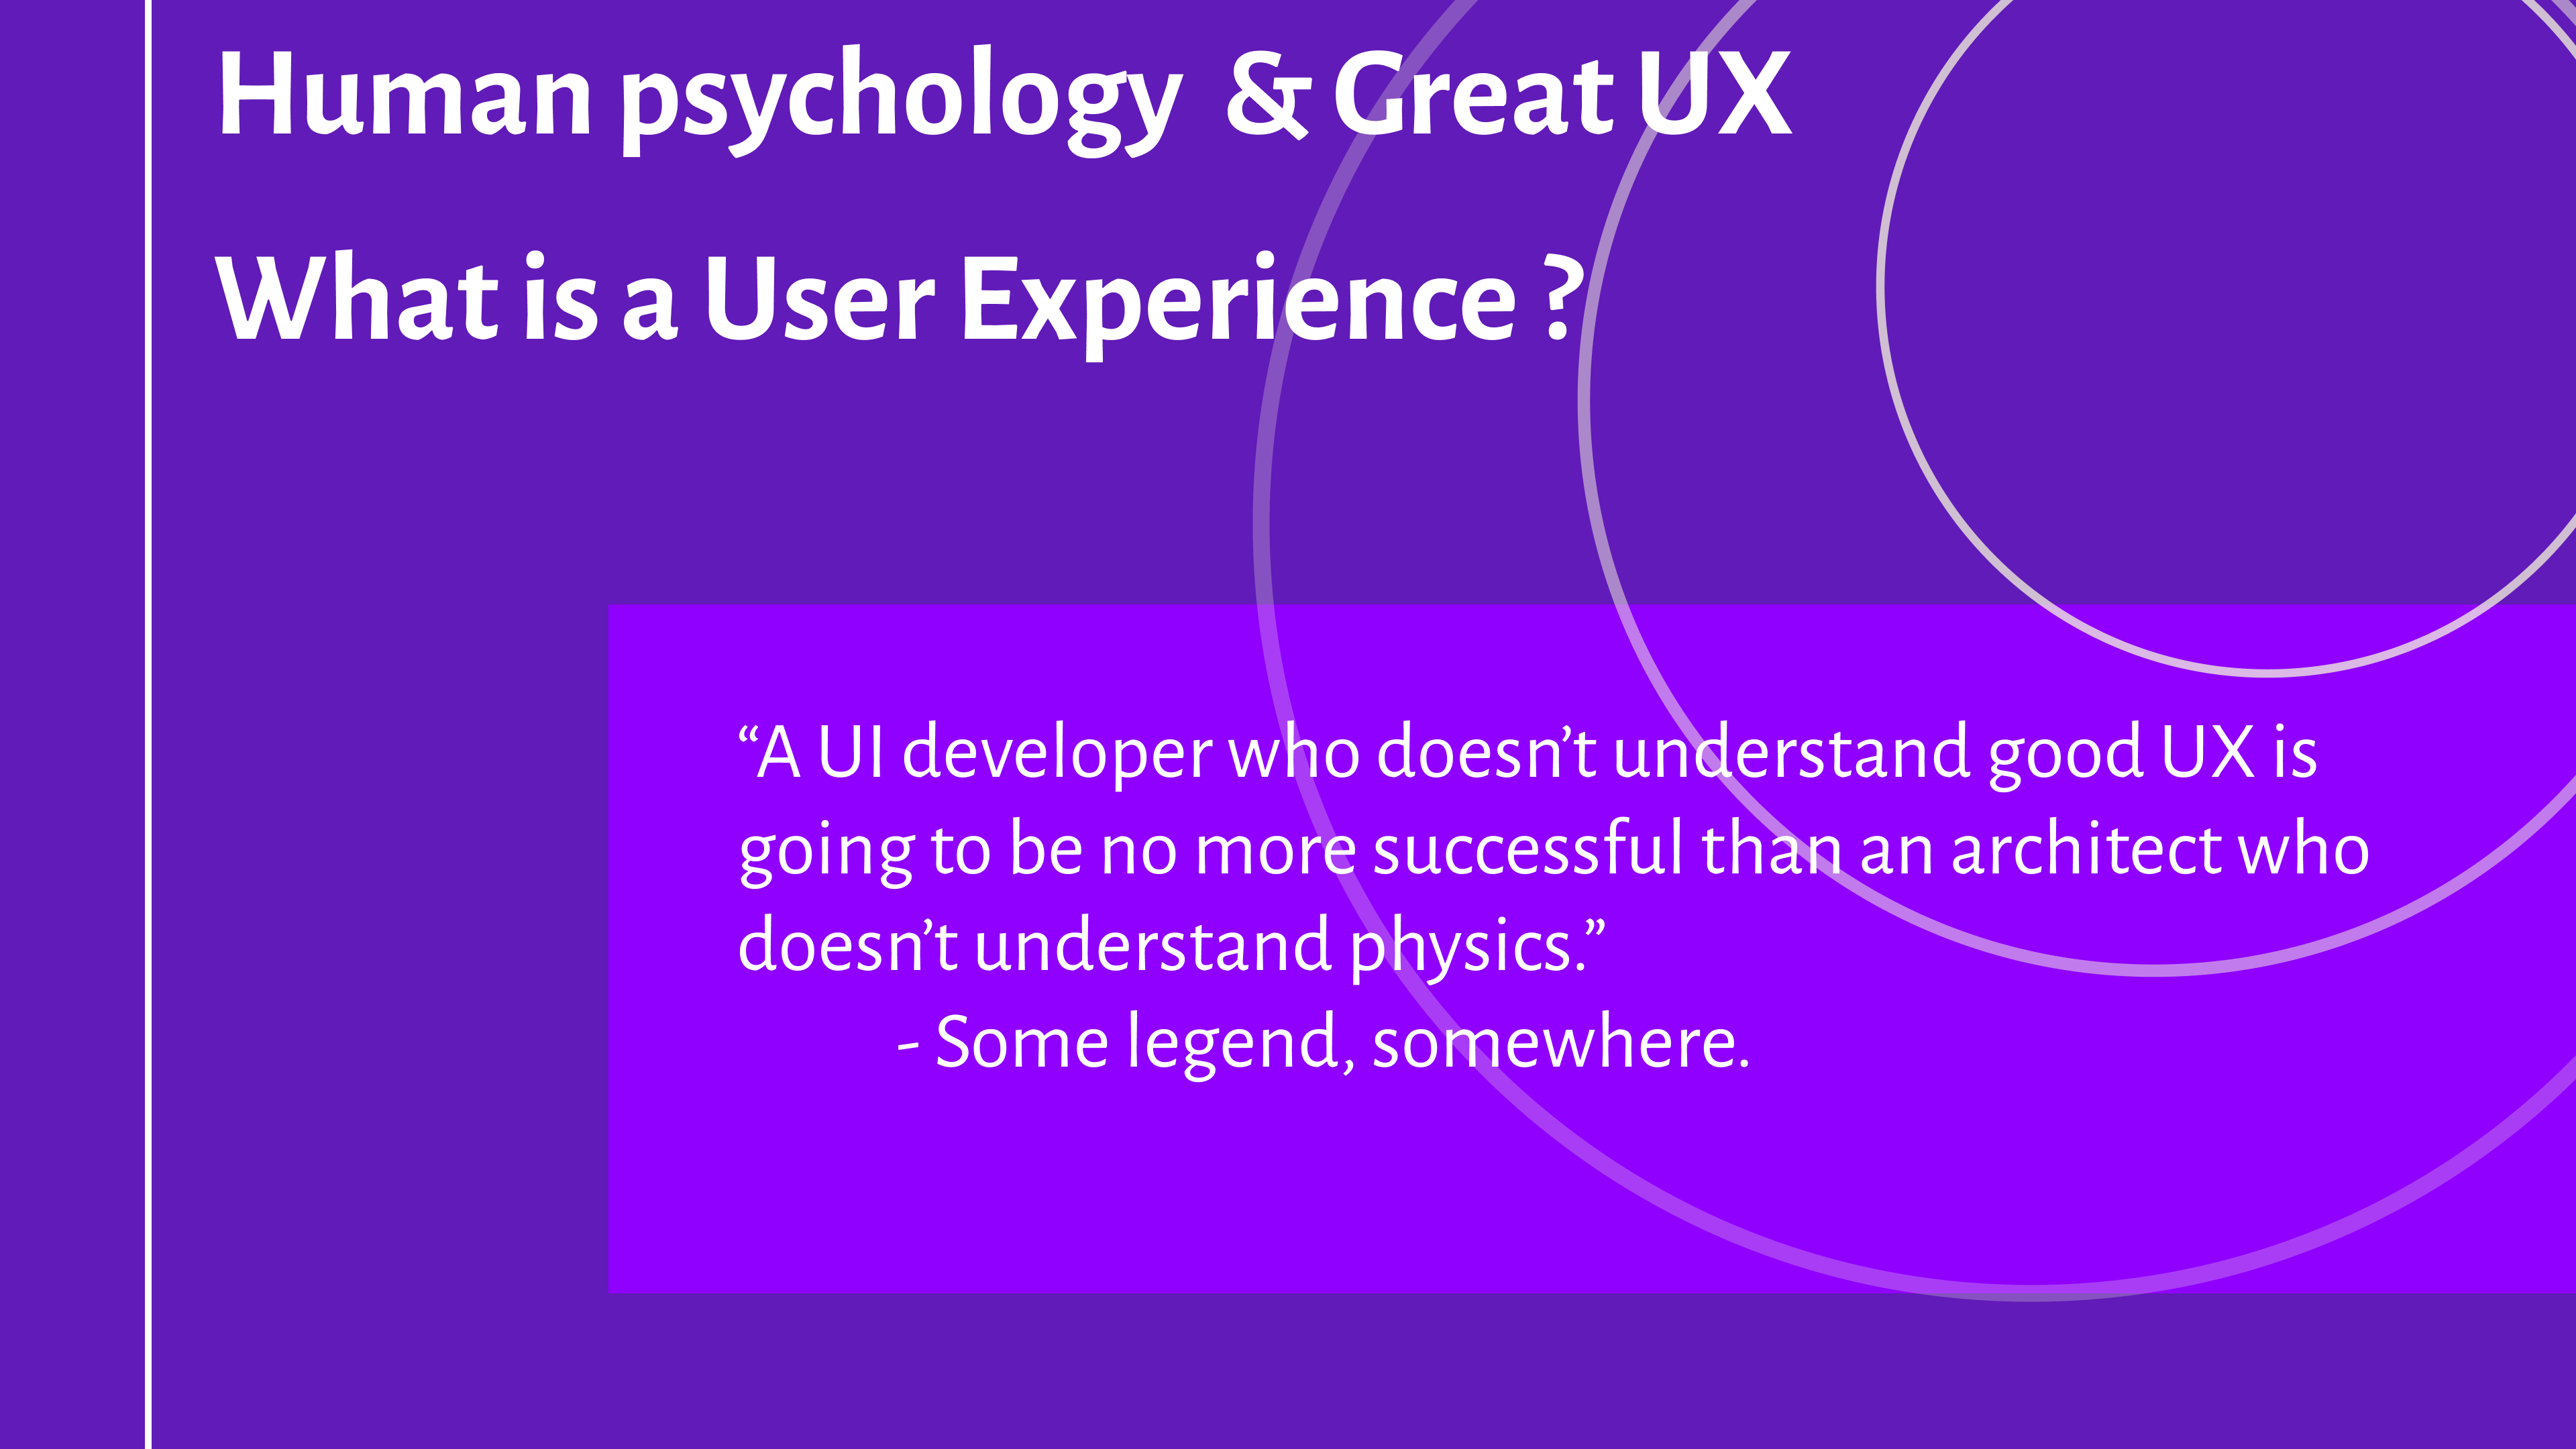 Human psychology & Great UX
What is a User Experience ?
“A UI developer who doesn’t understand good UX is
going to be no more successful than an architect who
doesn’t understand physics.”
- Some legend, somewhere.